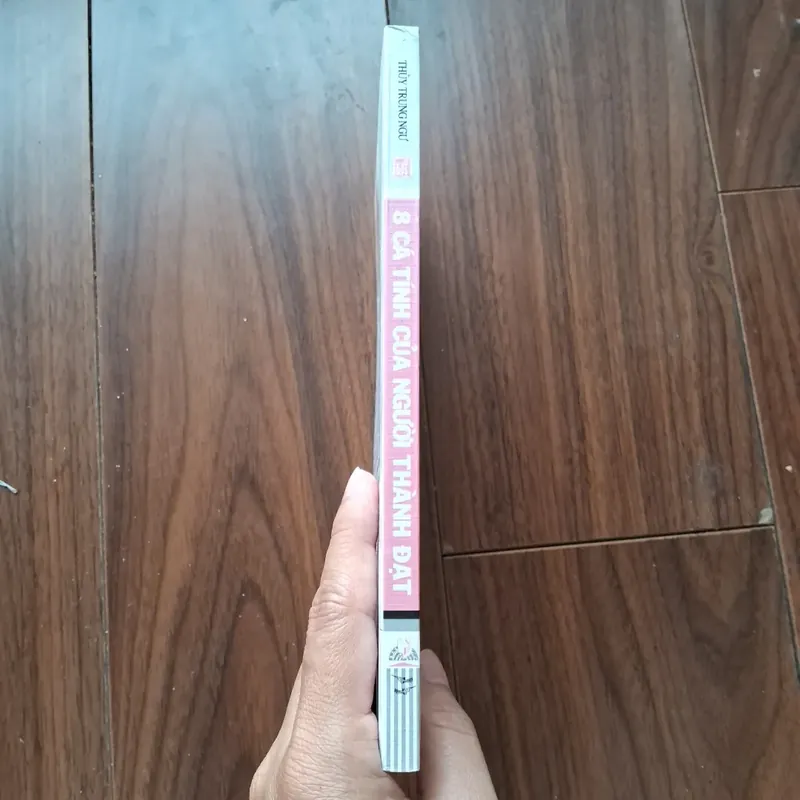 THỦY TRUNG NGƯ
8 CÁ TÍNH CỦA NGƯỜI THÀNH ĐẠT